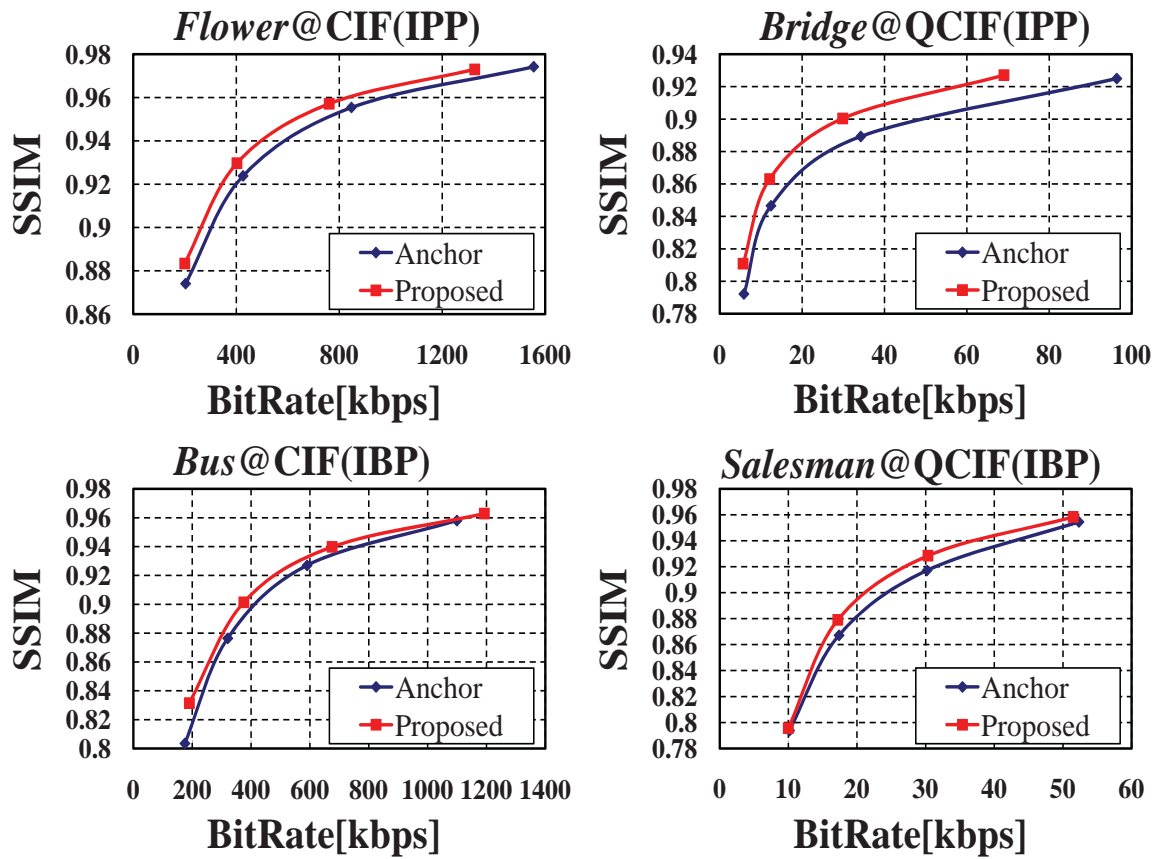 Flower@CIF(IPP)
SSIM
0.98
0.96
0.94
0.92
0.9
0.88
0.86
Anchor
Proposed
0 400 800 1200 1600
BitRate[kbps]
Bridge@QCIF(IPP)
SSIM
0.94
0.92
0.9
0.88
0.86
0.84
0.82
0.8
0.78
Anchor
Proposed
0 20 40 60 80 100
BitRate[kbps]
Bus@CIF(IBP)
SSIM
0.98
0.96
0.94
0.92
0.9
0.88
0.86
0.84
0.82
0.8
Anchor
Proposed
0 200 400 600 800 1000 1200 1400
BitRate[kbps]
Salesman@QCIF(IBP)
SSIM
0.98
0.96
0.94
0.92
0.9
0.88
0.86
0.84
0.82
0.8
0.78
Anchor
Proposed
0 10 20 30 40 50 60
BitRate[kbps]